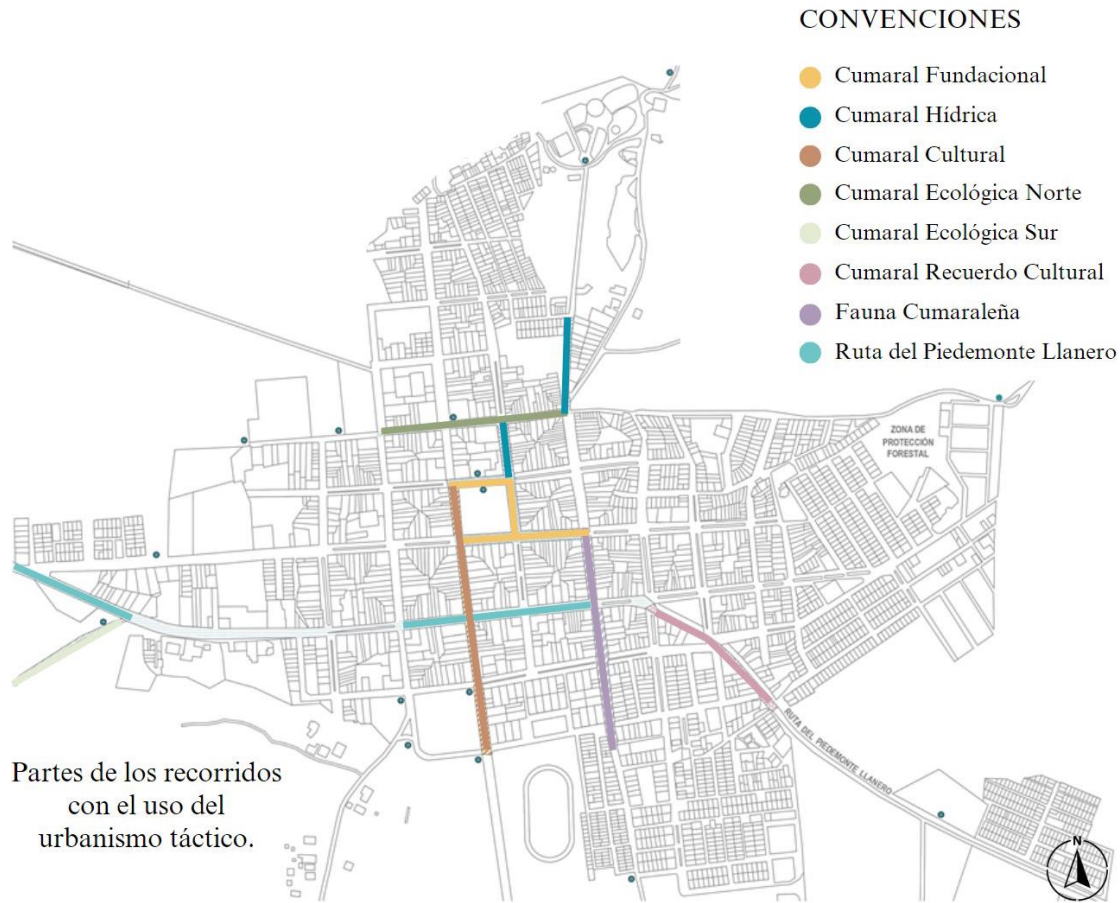 CONVENCIONES
Cumaral Fundacional
Cumaral Hídrica
Cumaral Cultural
Cumaral Ecológica Norte
Cumaral Ecológica Sur
Cumaral Recuerdo Cultural
Fauna Cumaraleña
Ruta del Piedemonte Llanero
ZONA DE
PROTECCIÓN
FORESTAL
RUTA DEL PIEDEMONTE LLANERO
Partes de los recorridos
con el uso del
urbanismo táctico.
N